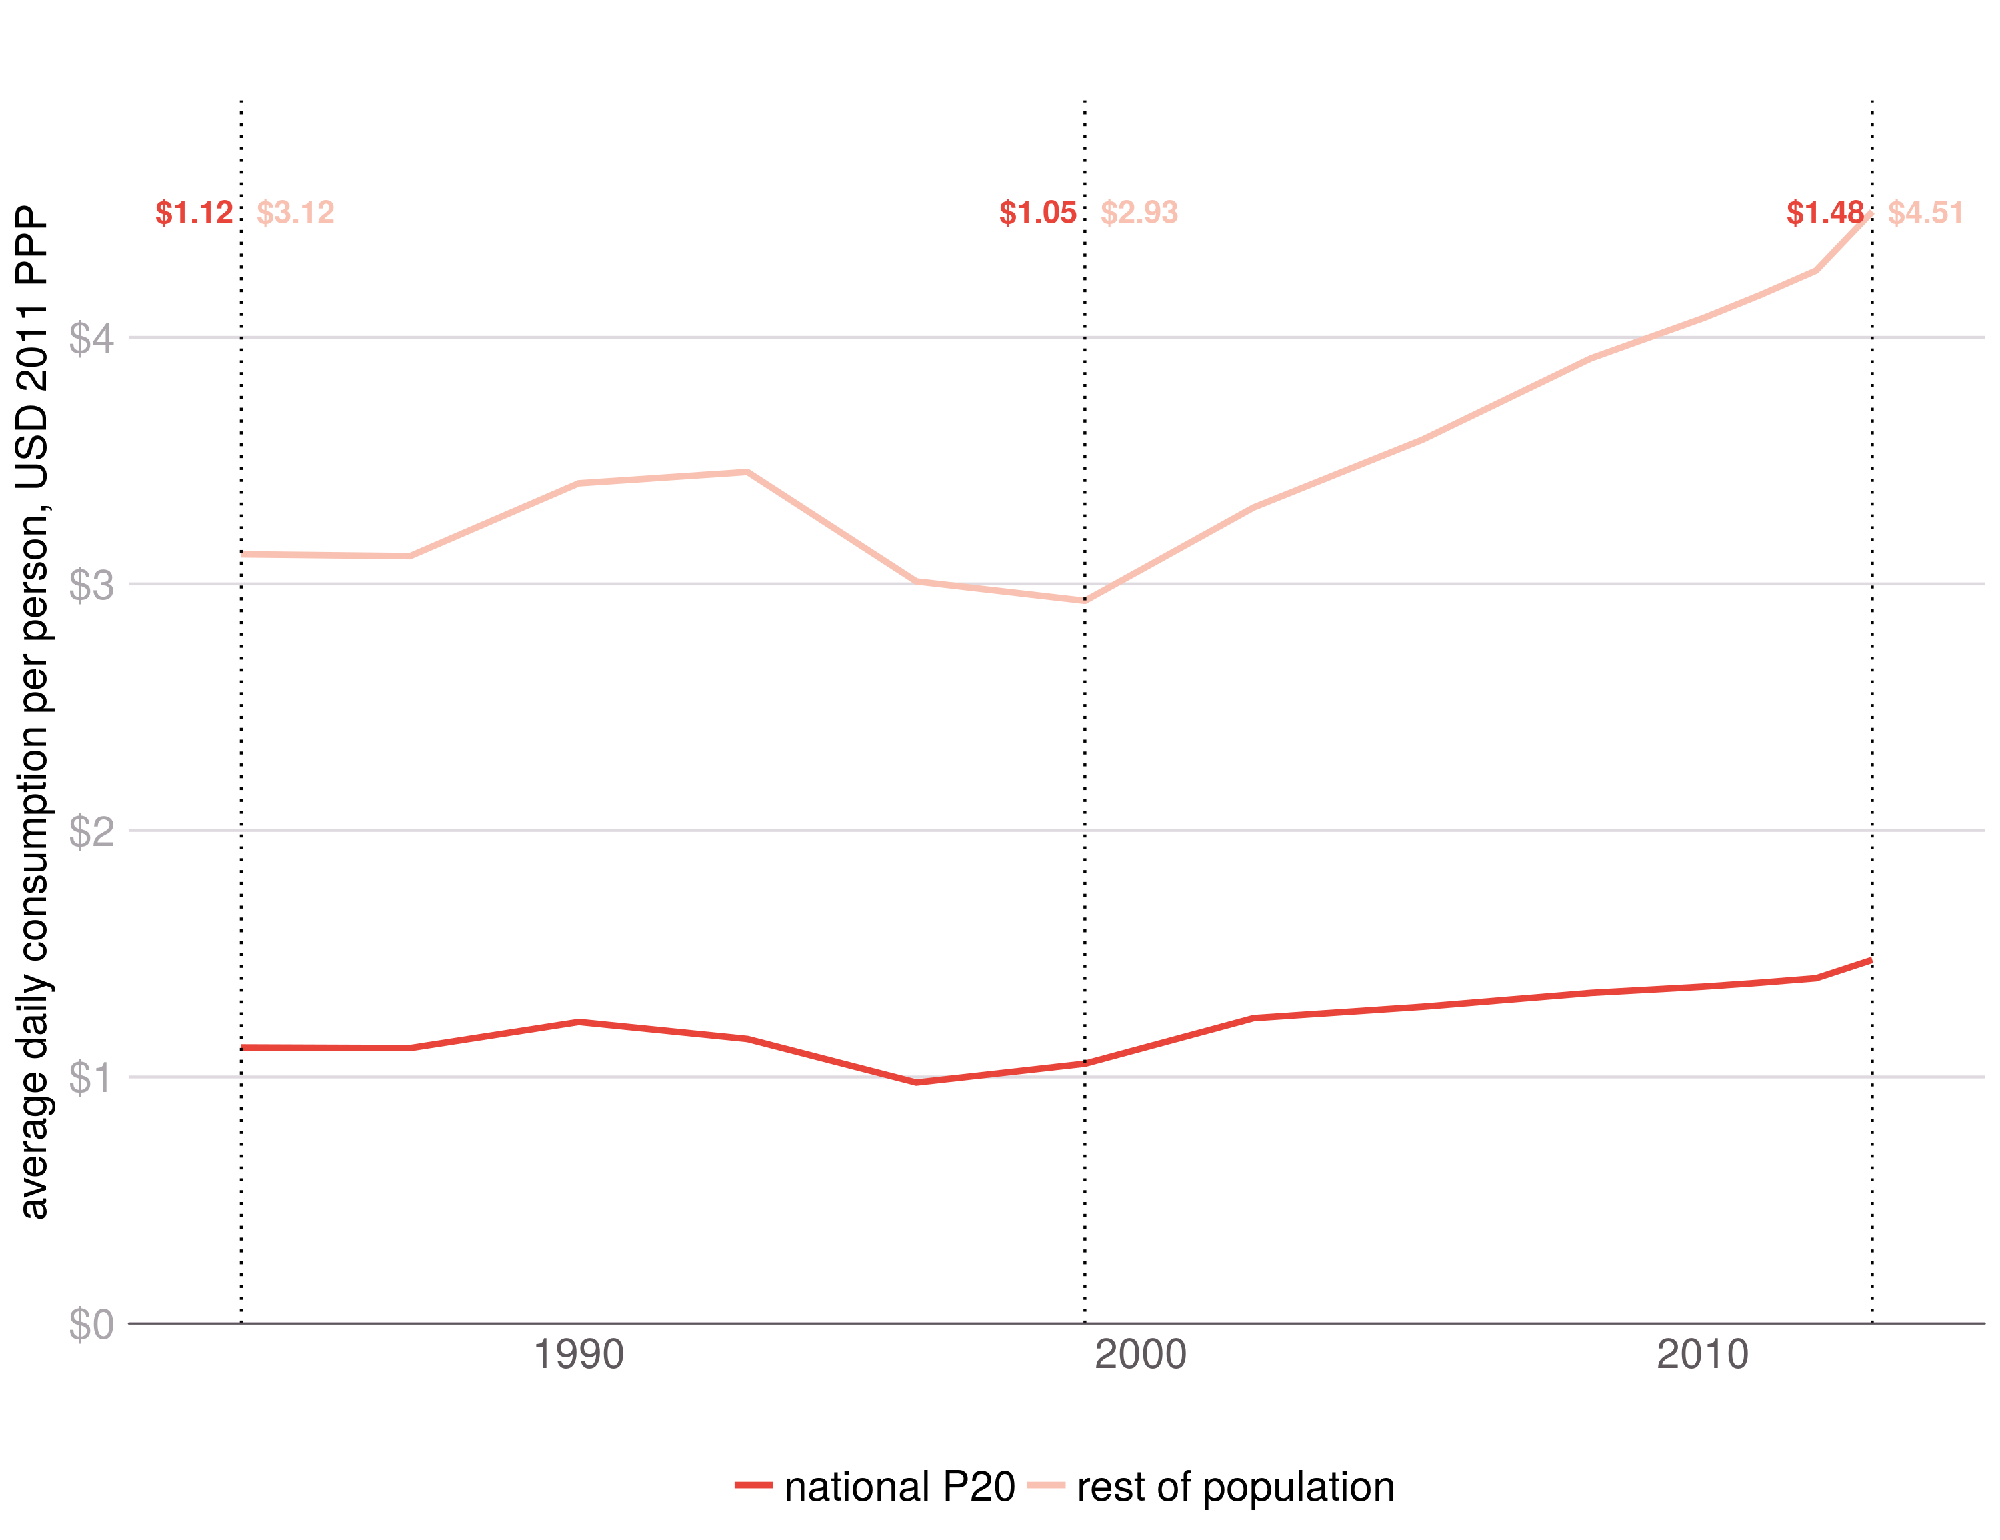 average daily consumption per person, USD 2011 PPP
$1.12 $3.12
$1.05 $2.93
$1.48 $4.51
$4
$3
$2
$1
$0
1990 2000 2010
national P20 rest of population